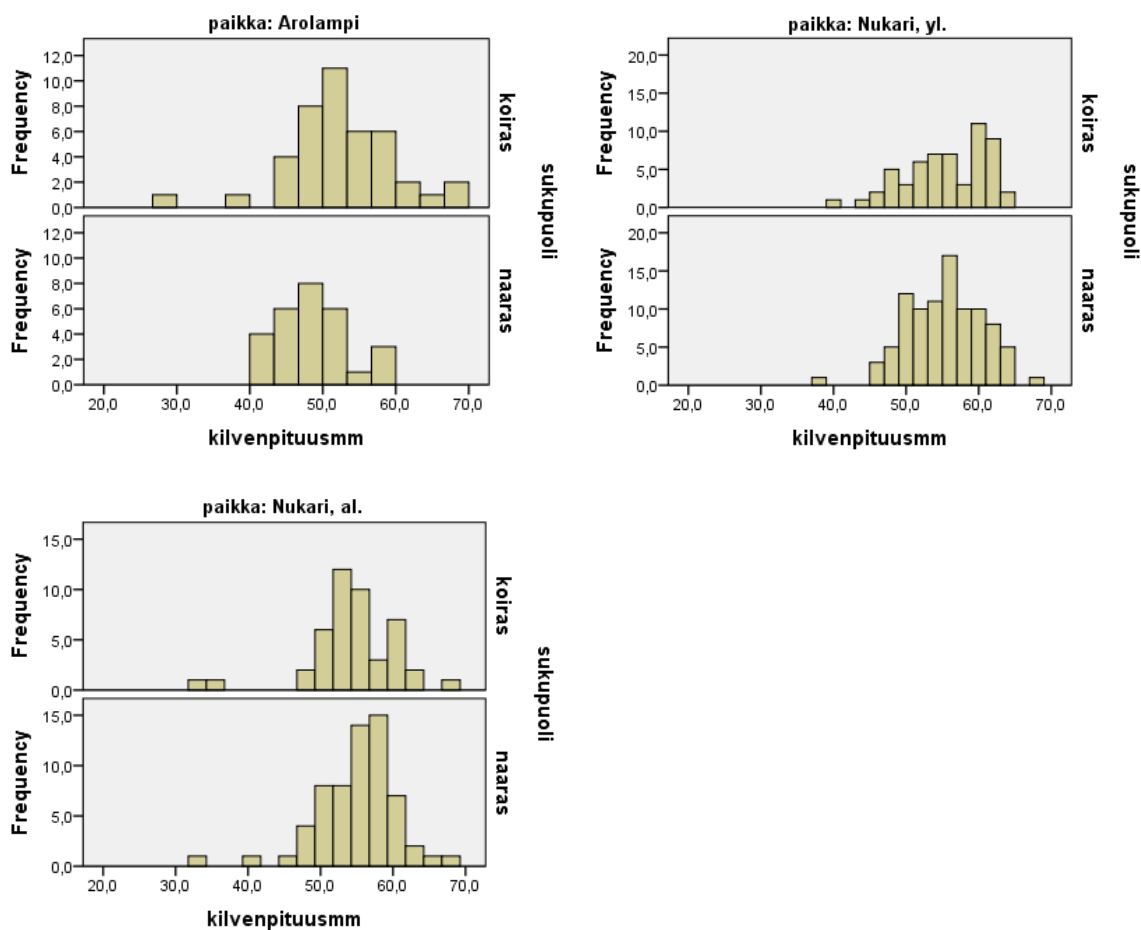 paikka: Arolampi
12,0
10,0
8,0
6,0
4,0
2,0
0,0
Frequency
koiras
12,0
10,0
8,0
6,0
4,0
2,0
0,0
Frequency
naaras
sukupuoli
20,0 30,0 40,0 50,0 60,0 70,0
kilvenpituusmm
paikka: Nukari, yl.
20,0
15,0
10,0
5,0
0,0
Frequency
koiras
20,0
15,0
10,0
5,0
0,0
Frequency
naaras
sukupuoli
20,0 30,0 40,0 50,0 60,0 70,0
kilvenpituusmm
paikka: Nukari, al.
15,0
10,0
5,0
0,0
Frequency
koiras
15,0
10,0
5,0
0,0
Frequency
naaras
sukupuoli
20,0 30,0 40,0 50,0 60,0 70,0
kilvenpituusmm